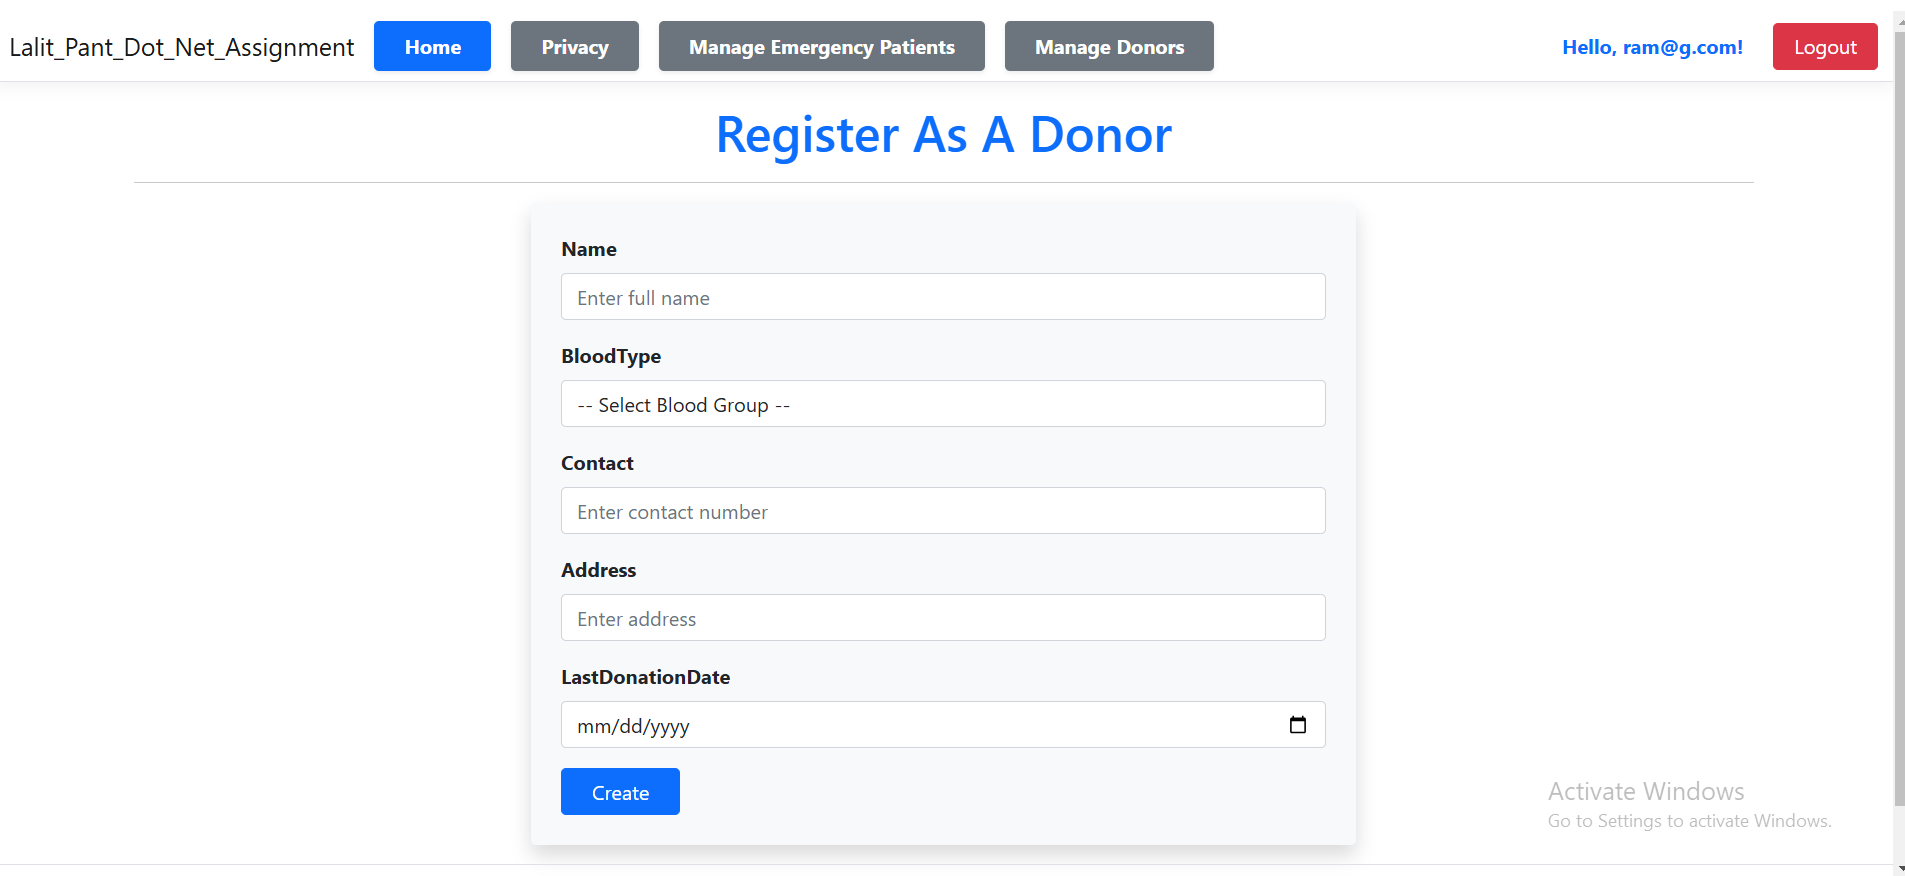 Lalit_Pant_Dot_Net_Assignment Home Privacy Manage Emergency Patients Manage Donors Hello, ram@g.com! Logout
Register As A Donor
Name
Enter full name
BloodType
-- Select Blood Group --
Contact
Enter contact number
Address
Enter address
LastDonationDate
mm/dd/yyyy
Create
Activate Windows
Go to Settings to activate Windows.